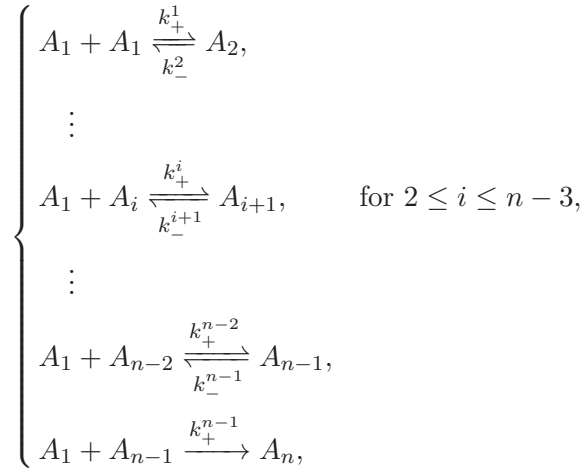 A_1 + A_1 \underset{k_-^2}{\overset{k_+^1}{\rightleftharpoons}} A_2,
⋮
A_1 + A_i \underset{k_-^{i+1}}{\overset{k_+^i}{\rightleftharpoons}} A_{i+1}, for 2 ≤ i ≤ n − 3,
⋮
A_1 + A_{n-2} \underset{k_-^{n-1}}{\overset{k_+^{n-2}}{\rightleftharpoons}} A_{n-1},
A_1 + A_{n-1} \overset{k_+^{n-1}}{\longrightarrow} A_n,